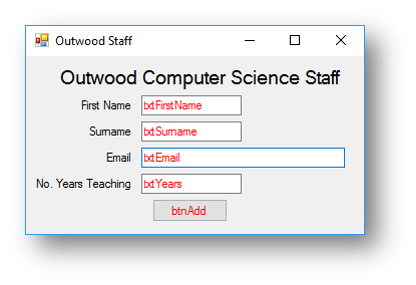 Outwood Staff
Outwood Computer Science Staff
First Name txtFirstName
Surname txtSurname
Email txtEmail
No. Years Teaching txtYears
btnAdd